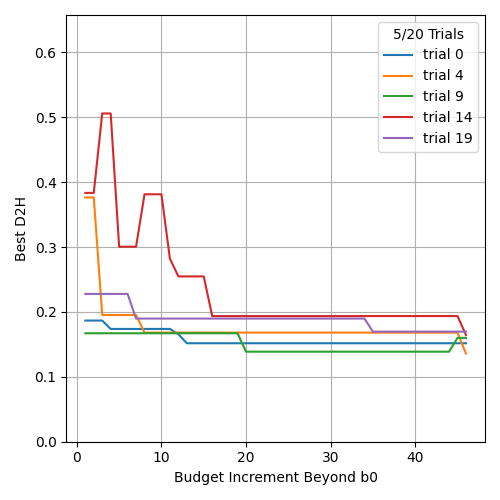 5/20 Trials
trial 0
trial 4
trial 9
trial 14
trial 19
Best D2H
0.6
0.5
0.4
0.3
0.2
0.1
0.0
0 10 20 30 40
Budget Increment Beyond b0